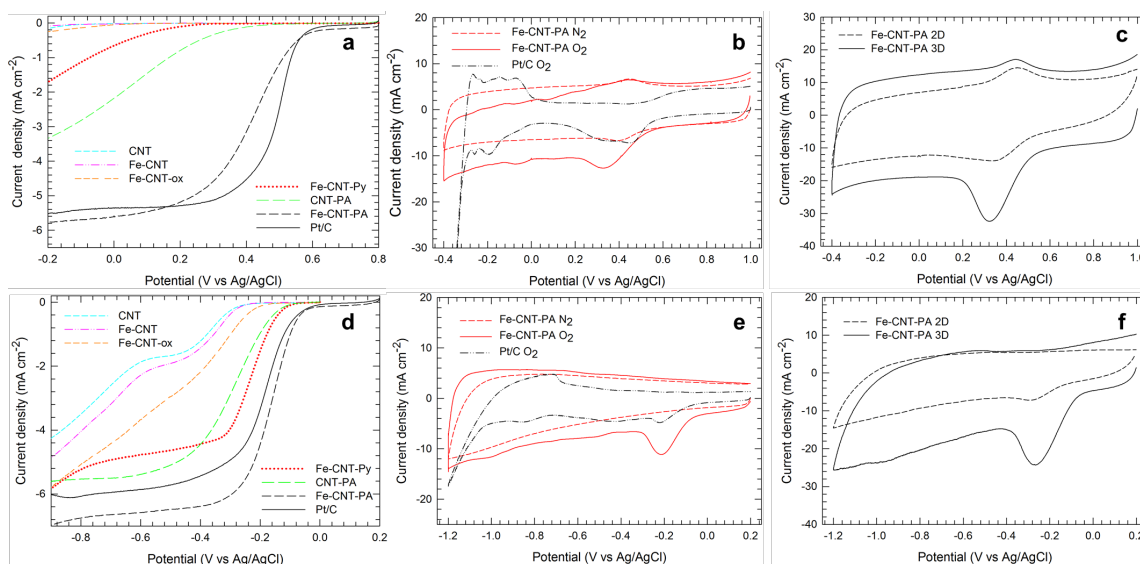 a
Current density (mA cm⁻²)
0
-1
-2
-3
-4
-5
-6
CNT
Fe-CNT
Fe-CNT-ox
Fe-CNT-Py
CNT-PA
Fe-CNT-PA
Pt/C
-0.2 0.0 0.2 0.4 0.6 0.8
Potential (V vs Ag/AgCl)
b
Current density (mA cm⁻²)
20
10
0
-10
-20
-30
Fe-CNT-PA N₂
Fe-CNT-PA O₂
Pt/C O₂
-0.4 -0.2 0.0 0.2 0.4 0.6 0.8 1.0
Potential (V vs Ag/AgCl)
c
Current density (mA cm⁻²)
30
20
10
0
-10
-20
-30
-40
Fe-CNT-PA 2D
Fe-CNT-PA 3D
-0.4 -0.2 0.0 0.2 0.4 0.6 0.8 1.0
Potential (V vs Ag/AgCl)
d
Current density (mA cm⁻²)
0
-2
-4
-6
CNT
Fe-CNT
Fe-CNT-ox
Fe-CNT-Py
CNT-PA
Fe-CNT-PA
Pt/C
-0.8 -0.6 -0.4 -0.2 0.0 0.2
Potential (V vs Ag/AgCl)
e
Current density (mA cm⁻²)
20
10
0
-10
-20
Fe-CNT-PA N₂
Fe-CNT-PA O₂
Pt/C O₂
-1.2 -1.0 -0.8 -0.6 -0.4 -0.2 0.0 0.2
Potential (V vs Ag/AgCl)
f
Current density (mA cm⁻²)
20
10
0
-10
-20
-30
-40
Fe-CNT-PA 2D
Fe-CNT-PA 3D
-1.2 -1.0 -0.8 -0.6 -0.4 -0.2 0.0 0.2
Potential (V vs Ag/AgCl)